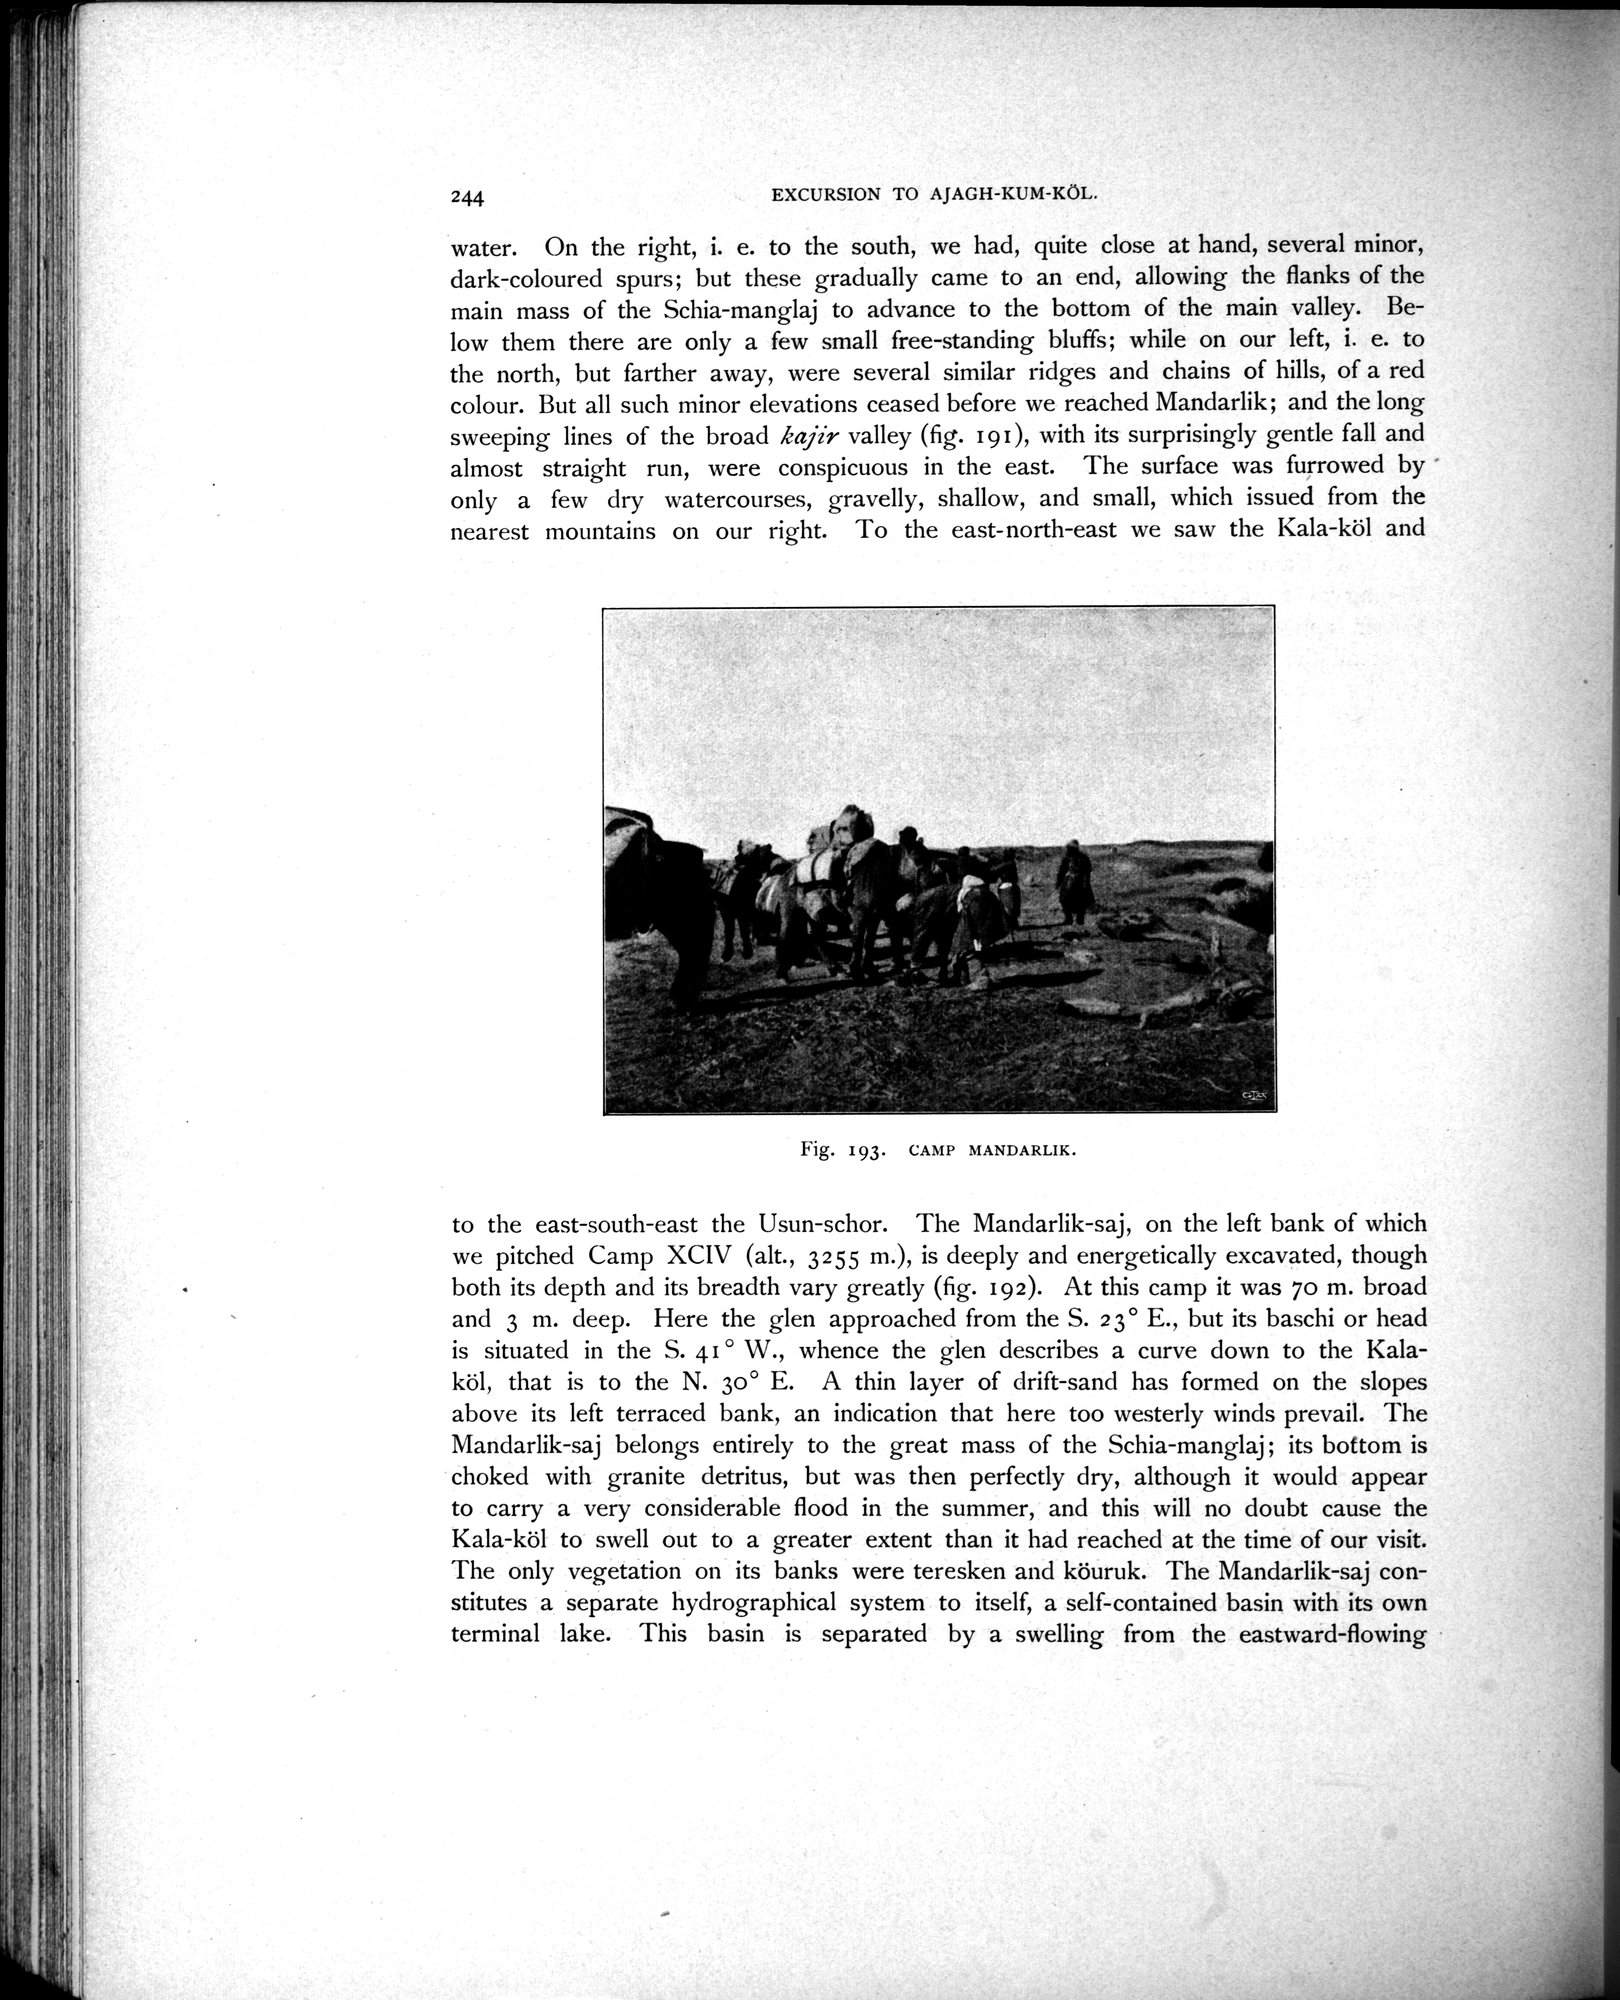 244 EXCURSION TO AJAGH-KUM-KÖL.
water. On the right, i. e. to the south, we had, quite close at hand, several minor,
dark-coloured spurs; but these gradually came to an end, allowing the flanks of the
main mass of the Schia-manglaj to advance to the bottom of the main valley. Be-
low them there are only a few small free-standing bluffs; while on our left, i. e. to
the north, but farther away, were several similar ridges and chains of hills, of a red
colour. But all such minor elevations ceased before we reached Mandarlik; and the long
sweeping lines of the broad kajir valley (fig. 191), with its surprisingly gentle fall and
almost straight run, were conspicuous in the east. The surface was furrowed by
only a few dry watercourses, gravelly, shallow, and small, which issued from the
nearest mountains on our right. To the east-north-east we saw the Kala-köl and
Fig. 193. CAMP MANDARLIK.
to the east-south-east the Usun-schor. The Mandarlik-saj, on the left bank of which
we pitched Camp XCIV (alt., 3255 m.), is deeply and energetically excavated, though
both its depth and its breadth vary greatly (fig. 192). At this camp it was 70 m. broad
and 3 m. deep. Here the glen approached from the S. 23° E., but its baschi or head
is situated in the S. 41° W., whence the glen describes a curve down to the Kala-
köl, that is to the N. 30° E. A thin layer of drift-sand has formed on the slopes
above its left terraced bank, an indication that here too westerly winds prevail. The
Mandarlik-saj belongs entirely to the great mass of the Schia-manglaj; its bottom is
choked with granite detritus, but was then perfectly dry, although it would appear
to carry a very considerable flood in the summer, and this will no doubt cause the
Kala-köl to swell out to a greater extent than it had reached at the time of our visit.
The only vegetation on its banks were teresken and köuruk. The Mandarlik-saj con-
stitutes a separate hydrographical system to itself, a self-contained basin with its own
terminal lake. This basin is separated by a swelling from the eastward-flowing